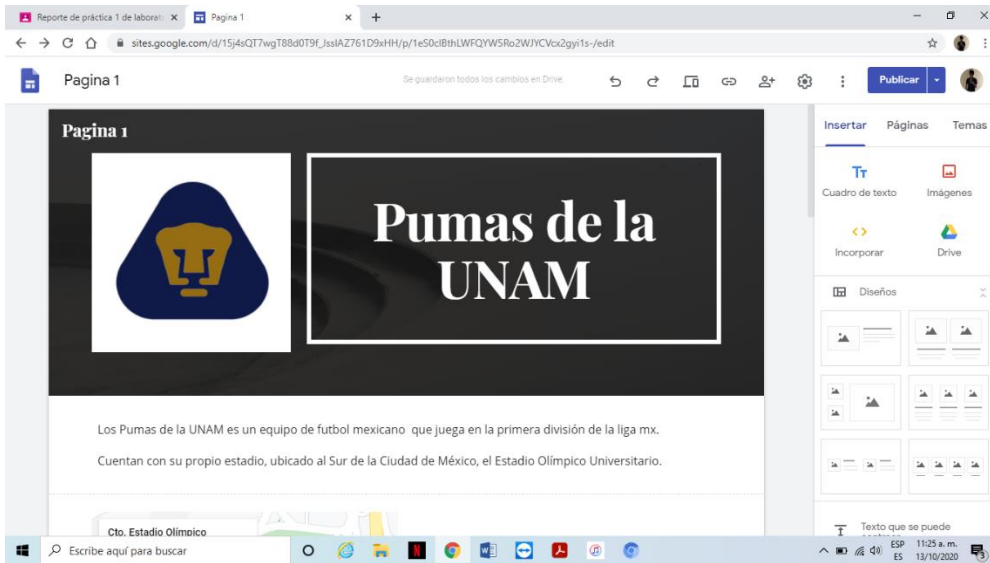 Reporte de práctica 1 de laborat
Pagina 1
sites.google.com/d/15j4sQT7wgT88d0T9f_JssIAZ761D9xHH/p/1eS0cIBthLWFQYW5Ro2WJYCVcx2gyi1s-/edit
Pagina 1
Se guardaron todos los cambios en Drive.
Publicar
Pagina 1
Pumas de la
UNAM
Los Pumas de la UNAM es un equipo de futbol mexicano que juega en la primera división de la liga mx.
Cuentan con su propio estadio, ubicado al Sur de la Ciudad de México, el Estadio Olímpico Universitario.
Cto. Estadio Olímpico
Insertar Páginas Temas
Cuadro de texto Imágenes
Incorporar Drive
Diseños
Texto que se puede
Escribe aquí para buscar
ESP 11:25 a. m.
ES 13/10/2020
3